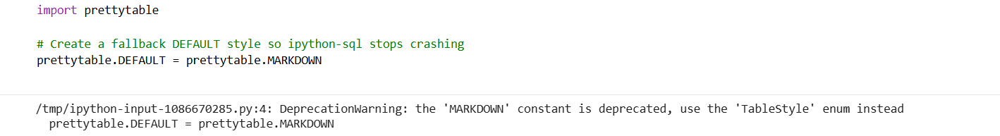 import prettytable
# Create a fallback DEFAULT style so ipython-sql stops crashing
prettytable.DEFAULT = prettytable.MARKDOWN
/tmp/ipython-input-1086670285.py:4: DeprecationWarning: the 'MARKDOWN' constant is deprecated, use the 'TableStyle' enum instead
  prettytable.DEFAULT = prettytable.MARKDOWN